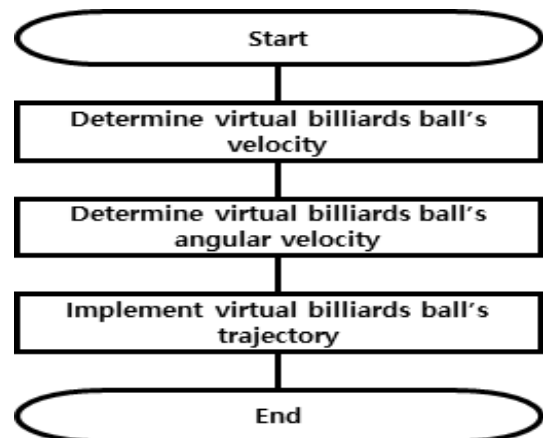 Start
Determine virtual billiards ball's
velocity
Determine virtual billiards ball's
angular velocity
Implement virtual billiards ball's
trajectory
End